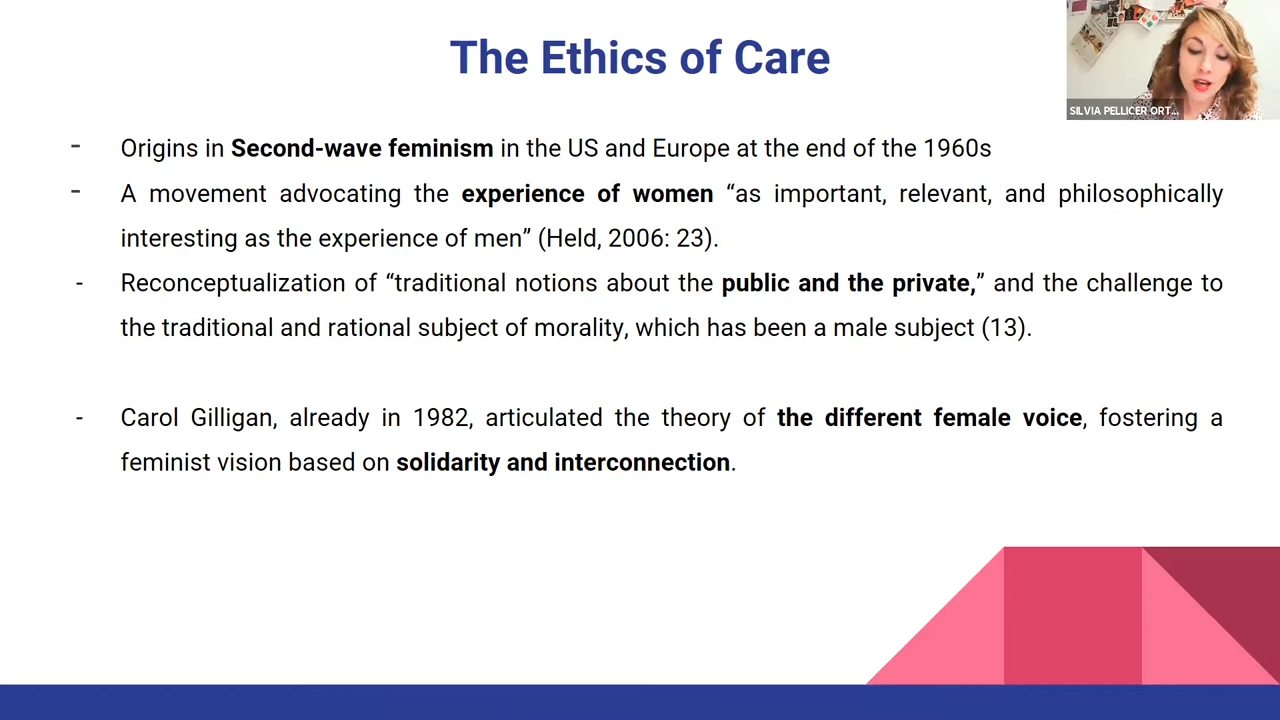 The Ethics of Care
SILVIA PELLICER ORT...
- Origins in Second-wave feminism in the US and Europe at the end of the 1960s
- A movement advocating the experience of women “as important, relevant, and philosophically
interesting as the experience of men” (Held, 2006: 23).
- Reconceptualization of “traditional notions about the public and the private,” and the challenge to
the traditional and rational subject of morality, which has been a male subject (13).
- Carol Gilligan, already in 1982, articulated the theory of the different female voice, fostering a
feminist vision based on solidarity and interconnection.